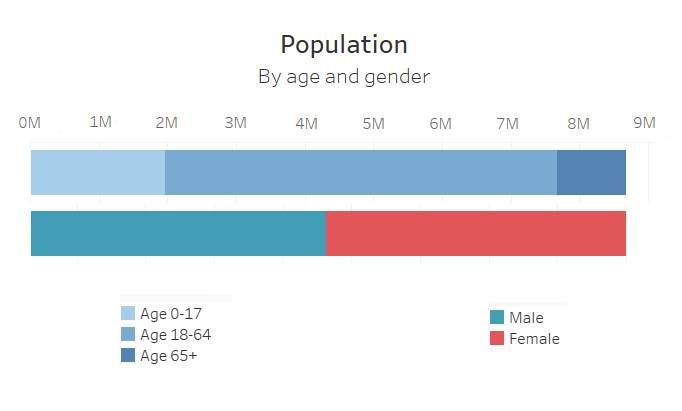 Population
By age and gender
0M 1M 2M 3M 4M 5M 6M 7M 8M 9M
Age 0-17
Age 18-64
Age 65+
Male
Female